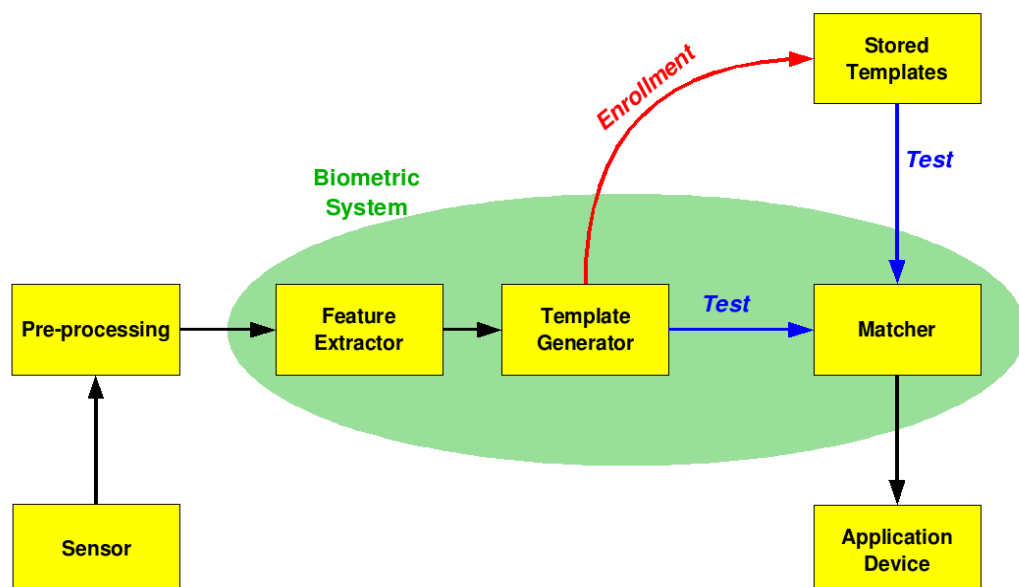 Stored
Templates
Enrollment
Test
Biometric
System
Pre-processing
Feature
Extractor
Template
Generator
Test
Matcher
Sensor
Application
Device